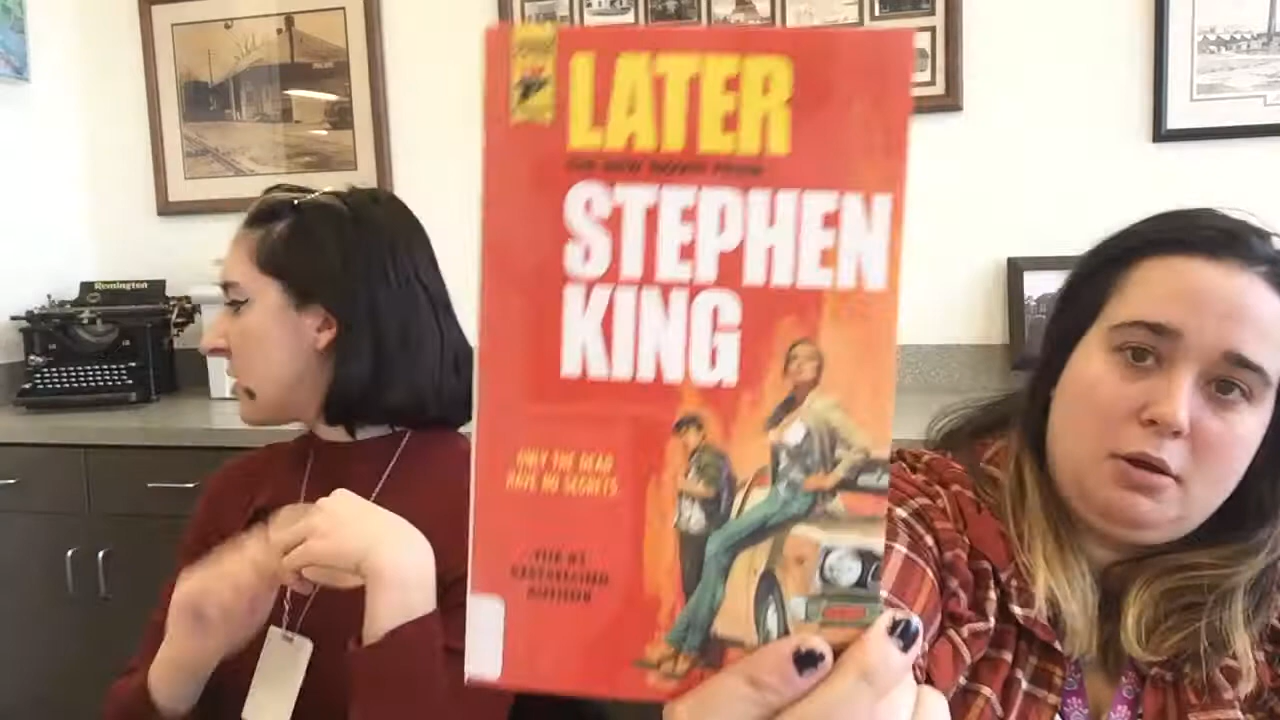 Remington
LATER
STEPHEN
KING
ONLY THE DEAD
HAVE NO SECRETS